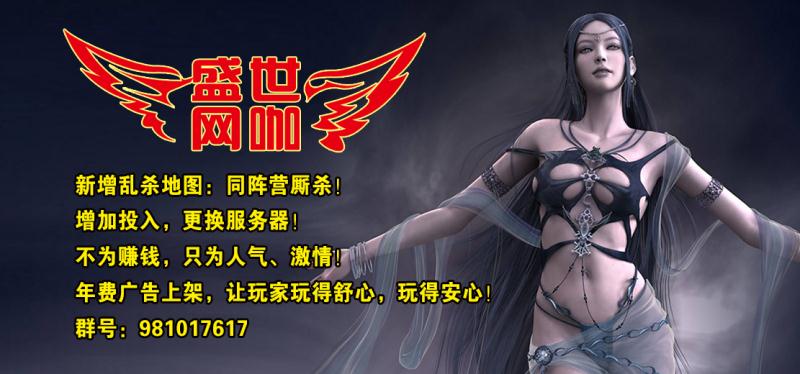 盛世
网咖
新增乱杀地图：同阵营厮杀！
增加投入，更换服务器！
不为赚钱，只为人气、激情！
年费广告上架，让玩家玩得舒心，玩得安心！
群号：981017617